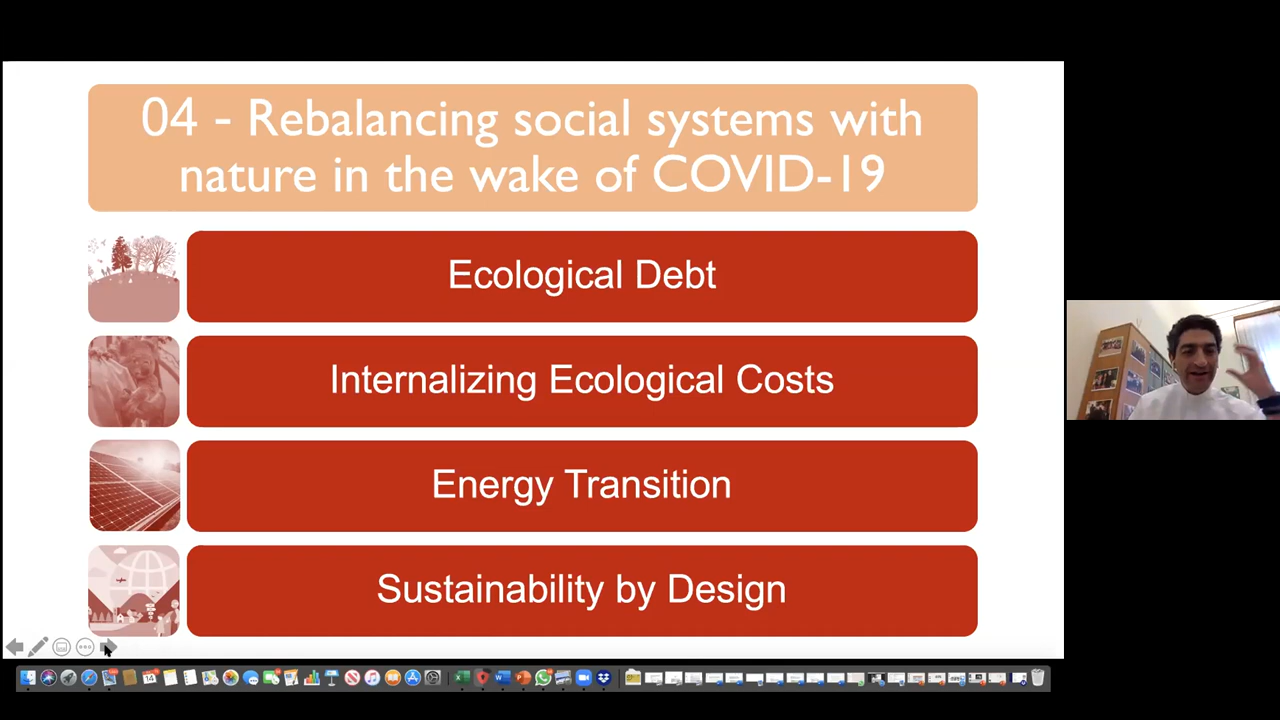 04 - Rebalancing social systems with
nature in the wake of COVID-19
Ecological Debt
Internalizing Ecological Costs
Energy Transition
Sustainability by Design
14